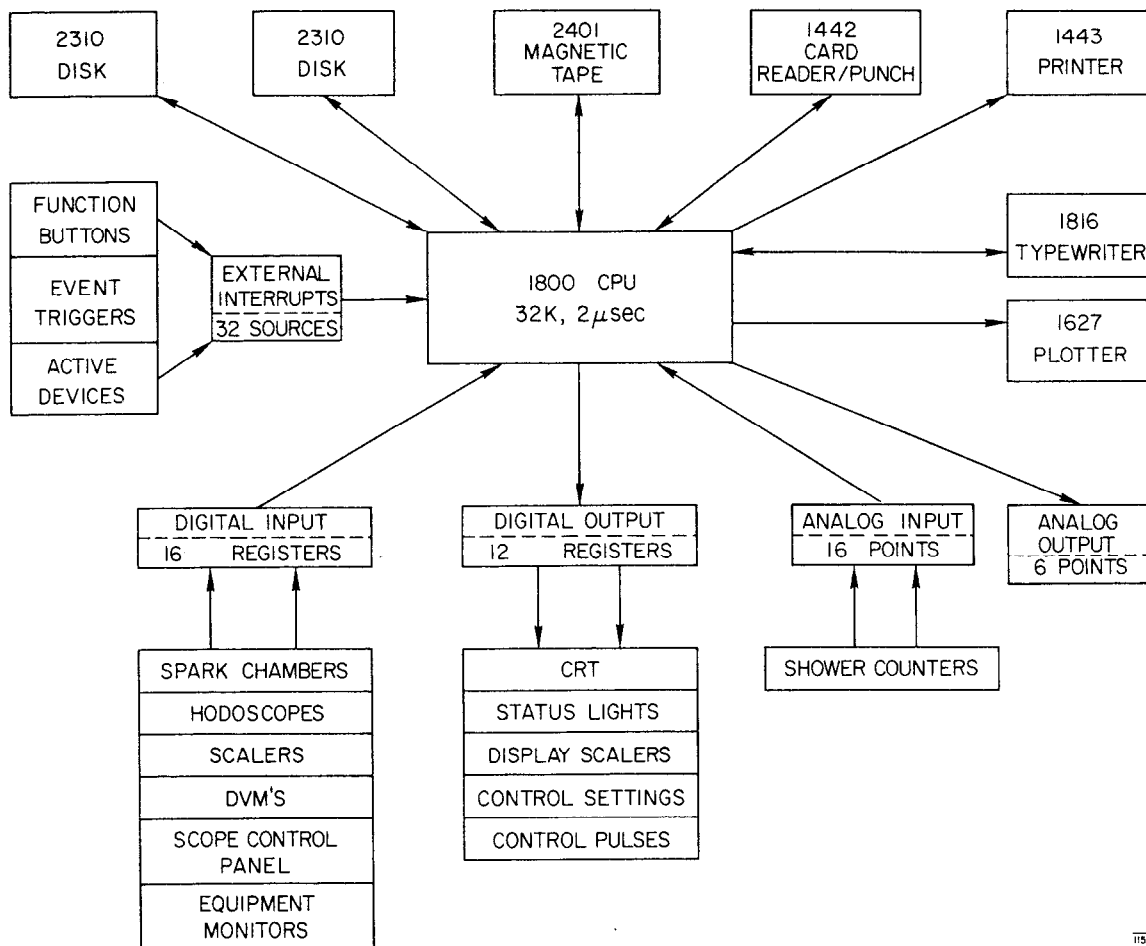 2310
DISK
2310
DISK
2401
MAGNETIC
TAPE
1442
CARD
READER/PUNCH
1443
PRINTER
FUNCTION
BUTTONS
EVENT
TRIGGERS
ACTIVE
DEVICES
EXTERNAL
INTERRUPTS
32 SOURCES
1800 CPU
32K, 2μsec
1816
TYPEWRITER
1627
PLOTTER
DIGITAL INPUT
16 REGISTERS
DIGITAL OUTPUT
12 REGISTERS
ANALOG INPUT
16 POINTS
ANALOG
OUTPUT
6 POINTS
SPARK CHAMBERS
HODOSCOPES
SCALERS
DVM'S
SCOPE CONTROL
PANEL
EQUIPMENT
MONITORS
CRT
STATUS LIGHTS
DISPLAY SCALERS
CONTROL SETTINGS
CONTROL PULSES
SHOWER COUNTERS